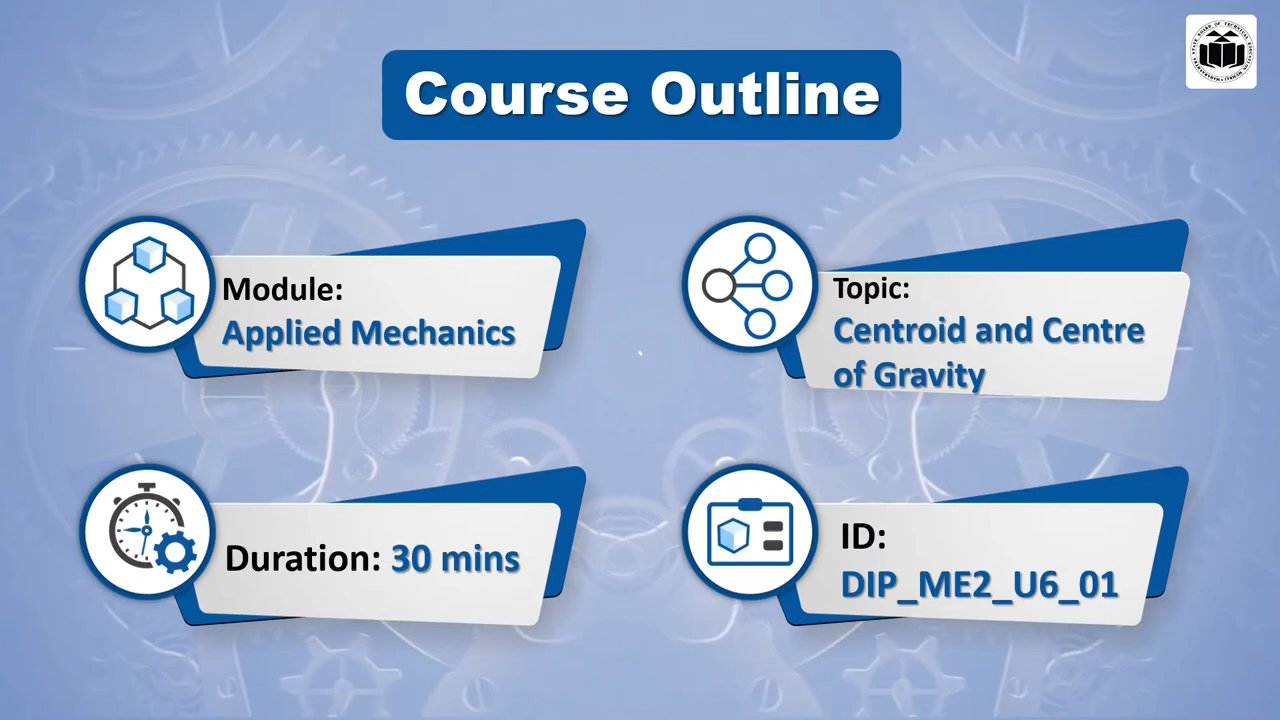 Course Outline
Module:
Applied Mechanics
Topic:
Centroid and Centre
of Gravity
Duration: 30 mins
ID:
DIP_ME2_U6_01